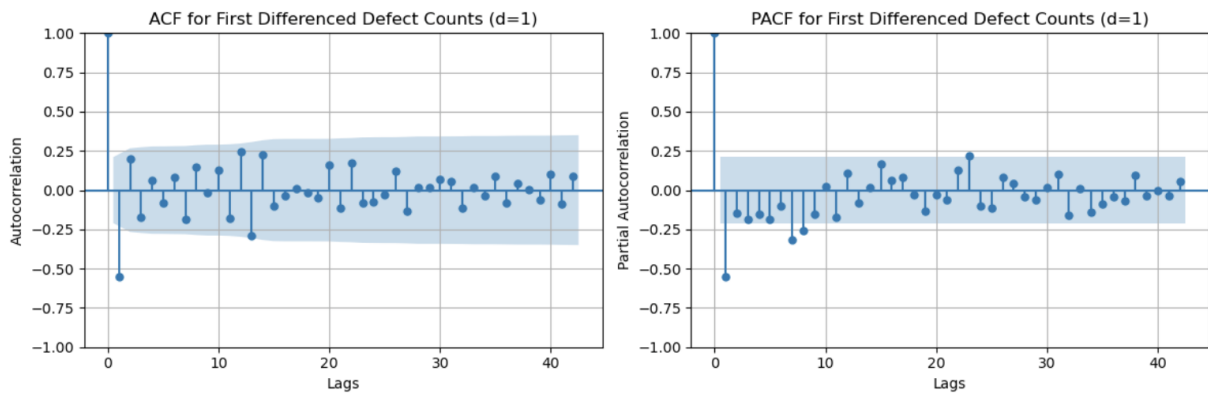 ACF for First Differenced Defect Counts (d=1)
1.00
0.75
0.50
0.25
0.00
−0.25
−0.50
−0.75
−1.00
Autocorrelation
0 10 20 30 40
Lags
PACF for First Differenced Defect Counts (d=1)
1.00
0.75
0.50
0.25
0.00
−0.25
−0.50
−0.75
−1.00
Partial Autocorrelation
0 10 20 30 40
Lags